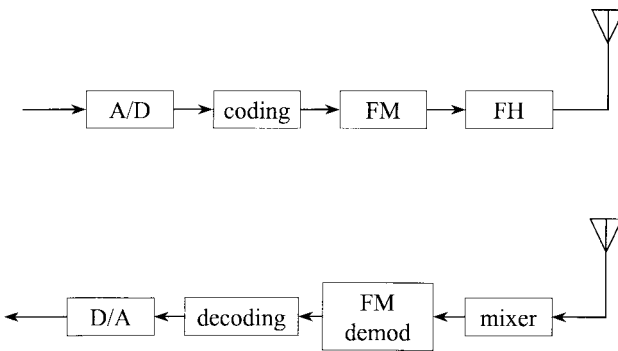 A/D
coding
FM
FH
D/A
decoding
FM
demod
mixer